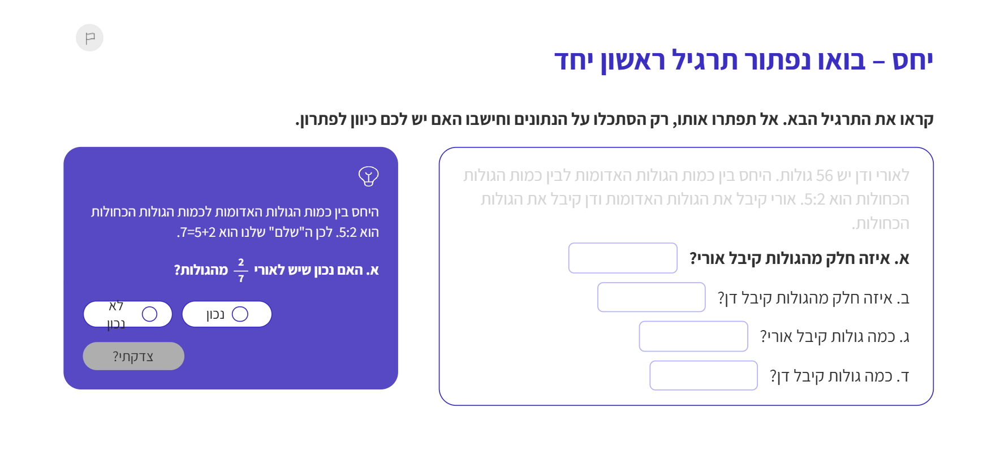 יחס – בואו נפתור תרגיל ראשון יחד
קראו את התרגיל הבא. אל תפתרו אותו, רק הסתכלו על הנתונים וחישבו האם יש לכם כיוון לפתרון.
לאורי ודן יש 56 גולות. היחס בין כמות הגולות האדומות לבין כמות הגולות
הכחולות הוא 5:2. אורי קיבל את הגולות האדומות ודן קיבל את הגולות
הכחולות.
א. איזה חלק מהגולות קיבל אורי?
ב. איזה חלק מהגולות קיבל דן?
ג. כמה גולות קיבל אורי?
ד. כמה גולות קיבל דן?
היחס בין כמות הגולות האדומות לכמות הגולות הכחולות
הוא 5:2. לכן ה"שלם" שלנו הוא 7=5+2.
א. האם נכון שיש לאורי 2/7 מהגולות?
נכון
לא
נכון
צדקתי?